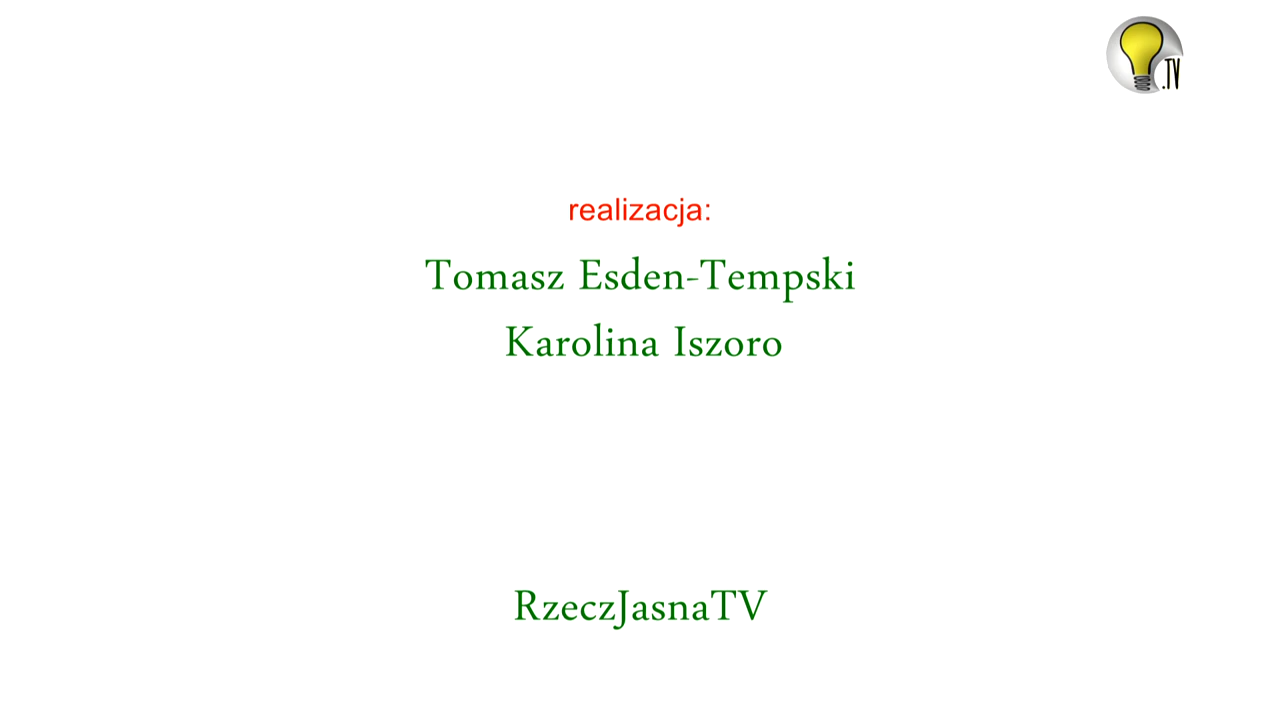 .TV
realizacja:
Tomasz Esden-Tempski
Karolina Iszoro
RzeczJasnaTV